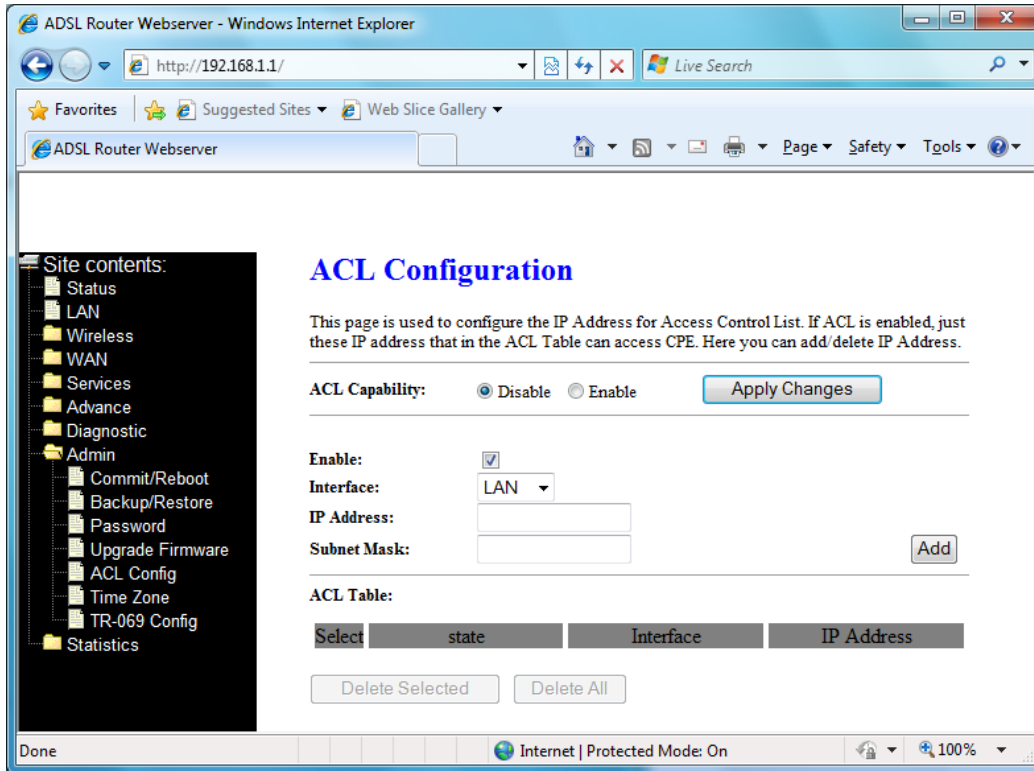 ADSL Router Webserver - Windows Internet Explorer
http://192.168.1.1/
Live Search
Favorites Suggested Sites Web Slice Gallery
ADSL Router Webserver
Page Safety Tools
Site contents:
Status
LAN
Wireless
WAN
Services
Advance
Diagnostic
Admin
Commit/Reboot
Backup/Restore
Password
Upgrade Firmware
ACL Config
Time Zone
TR-069 Config
Statistics
ACL Configuration
This page is used to configure the IP Address for Access Control List. If ACL is enabled, just
these IP address that in the ACL Table can access CPE. Here you can add/delete IP Address.
ACL Capability: Disable Enable Apply Changes
Enable:
Interface: LAN
IP Address:
Subnet Mask: Add
ACL Table:
Select state Interface IP Address
Delete Selected Delete All
Done Internet | Protected Mode: On 100%